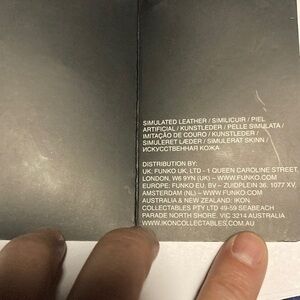 SIMULATED LEATHER / SIMILICUIR / PIEL
ARTIFICIAL / KUNSTLEDER / PELLE SIMULATA /
IMITAÇÃO DE COURO / KUNSTLEDER /
SIMULERET LÆDER / SIMULERAT SKINN /
ИСКУССТВЕННАЯ КОЖА
DISTRIBUTION BY:
UK: FUNKO UK, LTD - 1 QUEEN CAROLINE STREET,
LONDON, W6 9YN (UK) – WWW.FUNKO.COM
EUROPE: FUNKO EU, BV – ZUIDPLEIN 36, 1077 XV,
AMSTERDAM (NL) – WWW.FUNKO.COM
AUSTRALIA & NEW ZEALAND: IKON
COLLECTABLES PTY LTD 49-59 SEABEACH
PARADE NORTH SHORE, VIC 3214 AUSTRALIA
WWW.IKONCOLLECTABLES.COM.AU